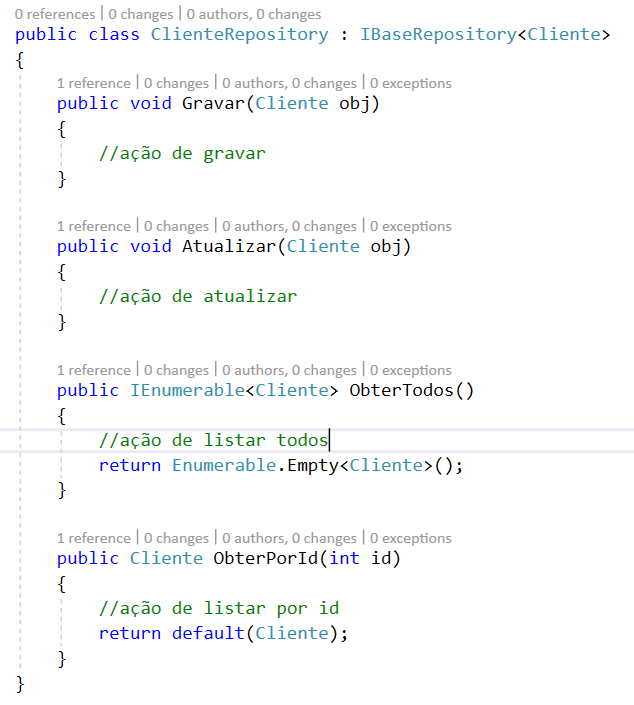 0 references | 0 changes | 0 authors, 0 changes
public class ClienteRepository : IBaseRepository<Cliente>
{
1 reference | 0 changes | 0 authors, 0 changes | 0 exceptions
public void Gravar(Cliente obj)
{
//ação de gravar
}
1 reference | 0 changes | 0 authors, 0 changes | 0 exceptions
public void Atualizar(Cliente obj)
{
//ação de atualizar
}
1 reference | 0 changes | 0 authors, 0 changes | 0 exceptions
public IEnumerable<Cliente> ObterTodos()
{
//ação de listar todos
return Enumerable.Empty<Cliente>();
}
1 reference | 0 changes | 0 authors, 0 changes | 0 exceptions
public Cliente ObterPorId(int id)
{
//ação de listar por id
return default(Cliente);
}
}